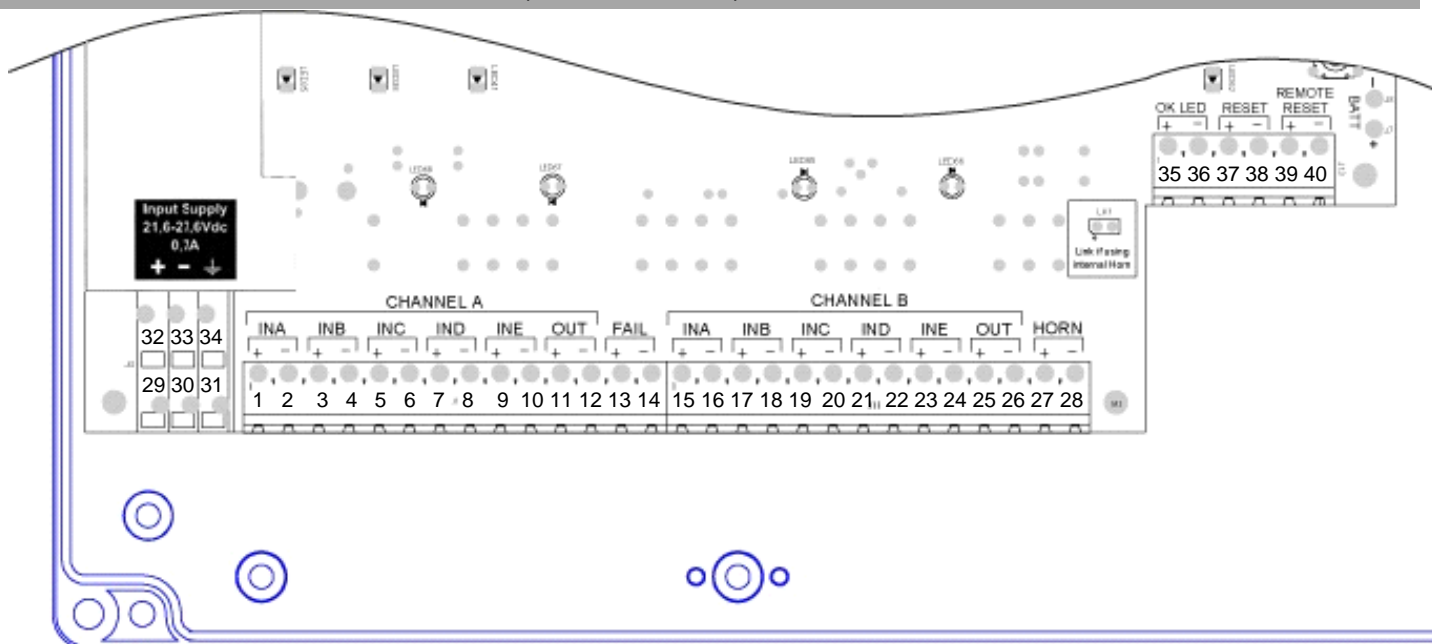 REMOTE
OK LED RESET RESET
+ − + − + −
BATT
− +
35 36 37 38 39 40
LED68
LED67
LED66
Input Supply
21,6-27,6Vdc
+ −
Link if using
Internal Horn
CHANNEL A CHANNEL B
INA INB INC IND INE OUT FAIL INA INB INC IND INE OUT HORN
+ − + − + − + − + − + − + − + − + − + − + − + − + − + −
32 33 34
29 30 31
1 2 3 4 5 6 7 8 9 10 11 12 13 14 15 16 17 18 19 20 21 22 23 24 25 26 27 28